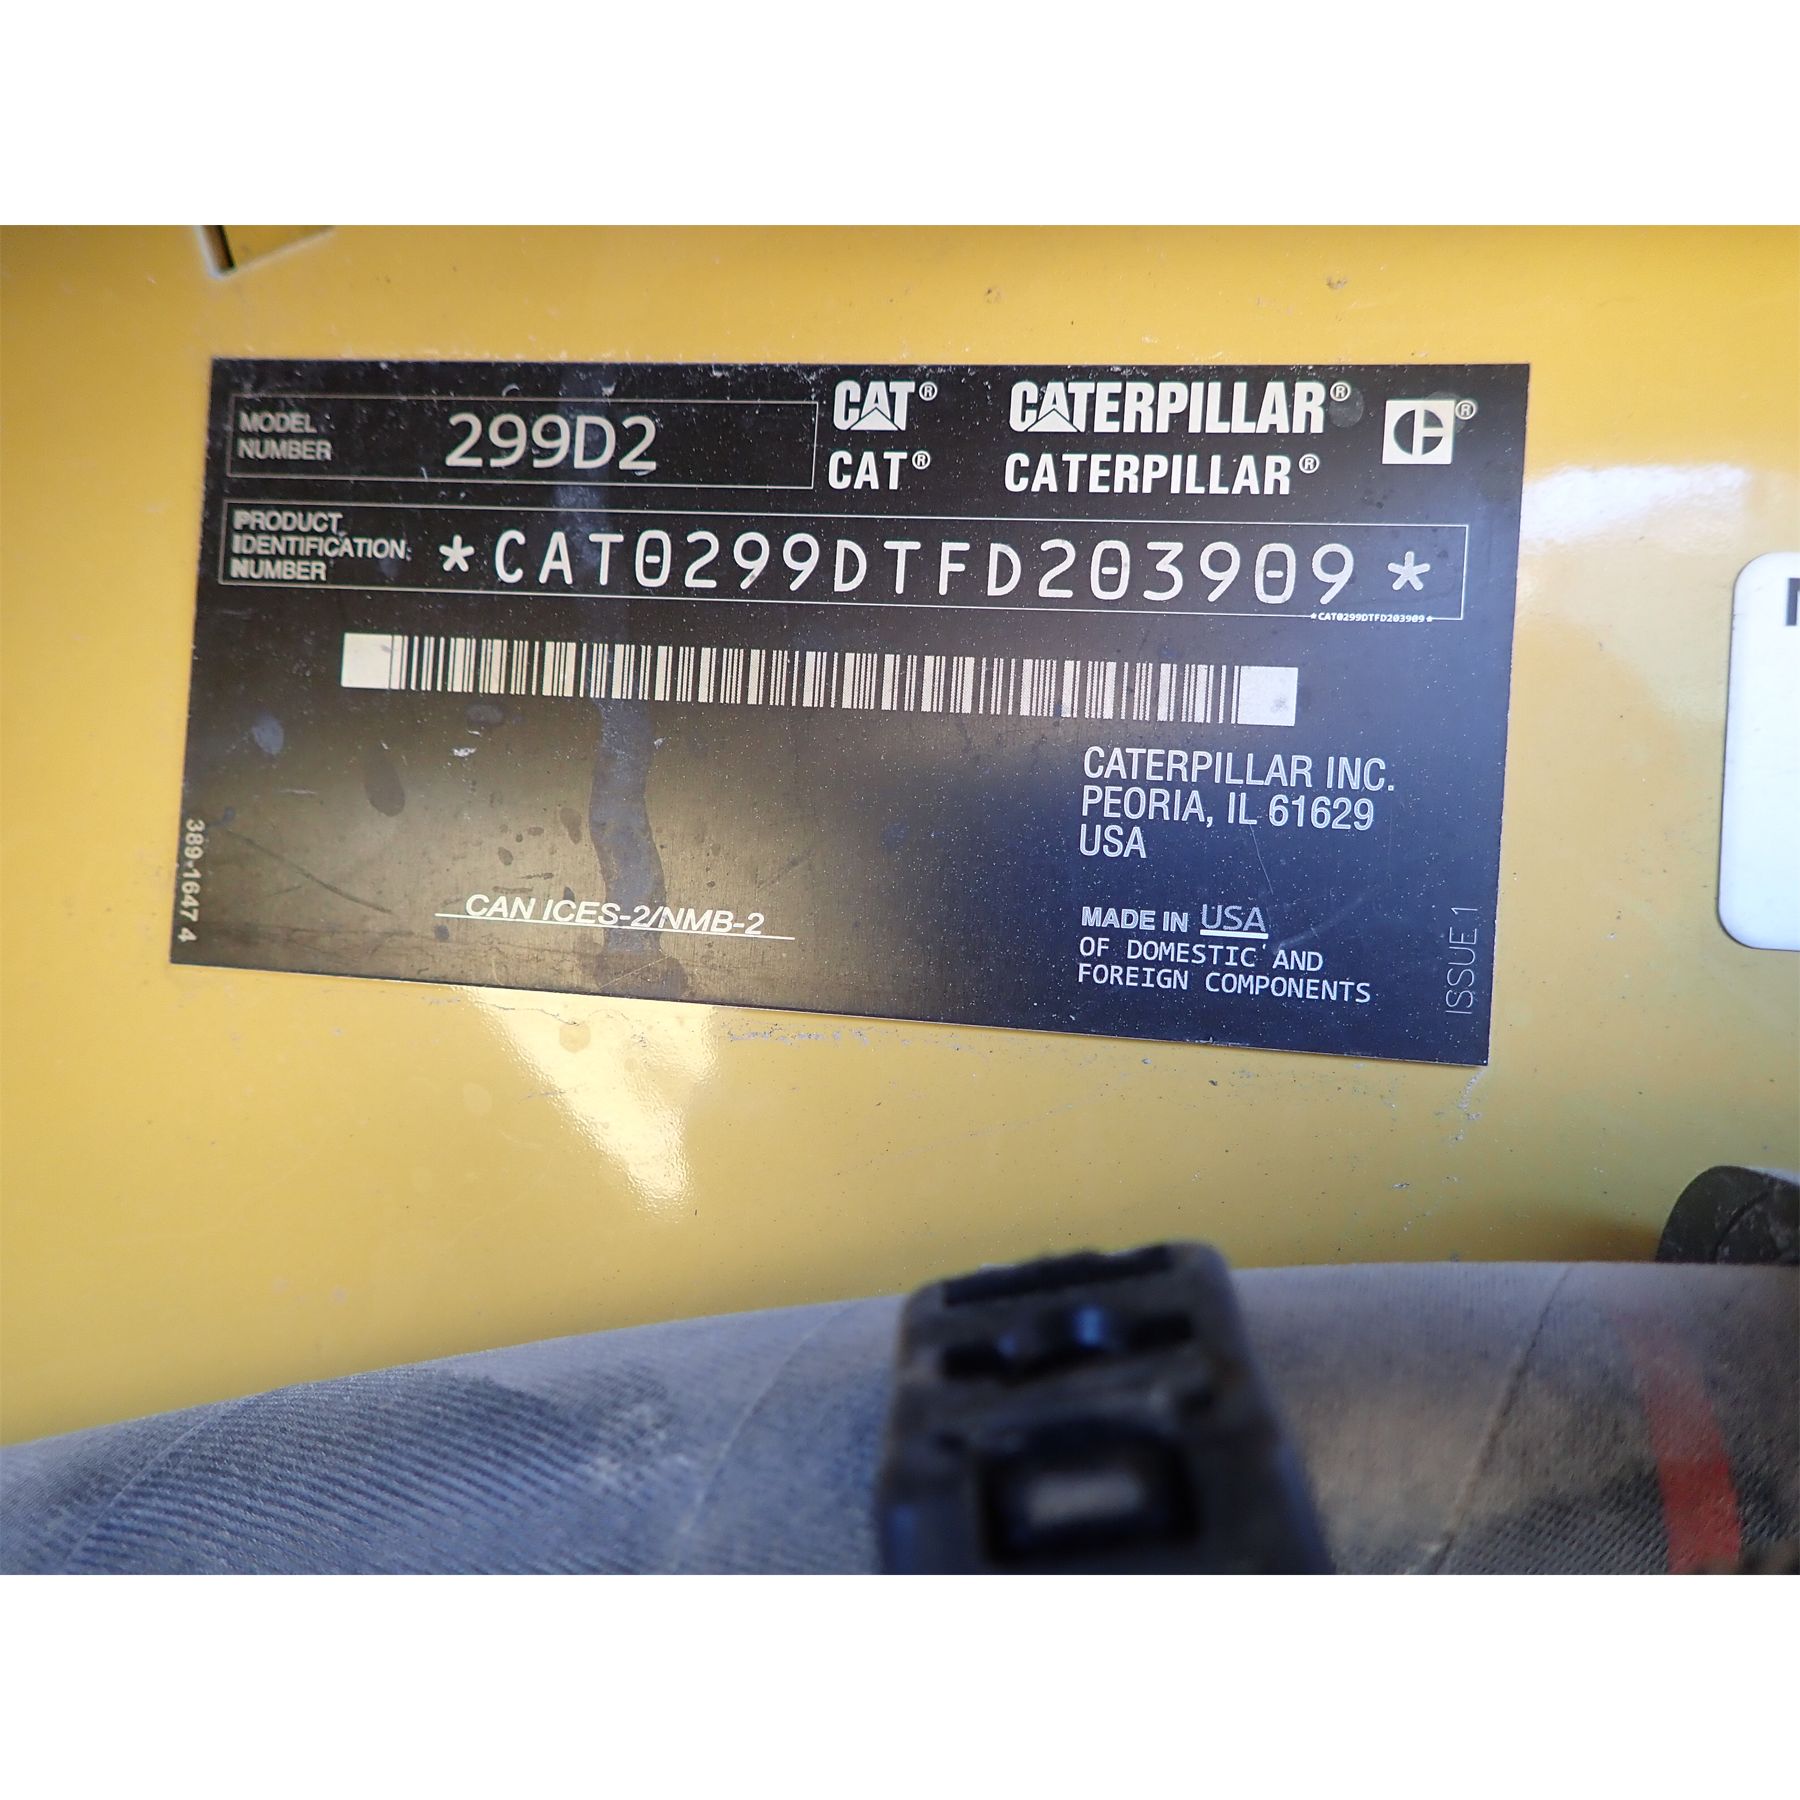 MODEL
NUMBER
299D2
CAT® CATERPILLAR®
CAT® CATERPILLAR®
PRODUCT
IDENTIFICATION
NUMBER
*CAT0299DTFD203909*
*CAT0299DTFD203909*
CATERPILLAR INC.
PEORIA, IL 61629
USA
CAN ICES-2/NMB-2
MADE IN USA
OF DOMESTIC AND
FOREIGN COMPONENTS
389-1647 4
ISSUE 1